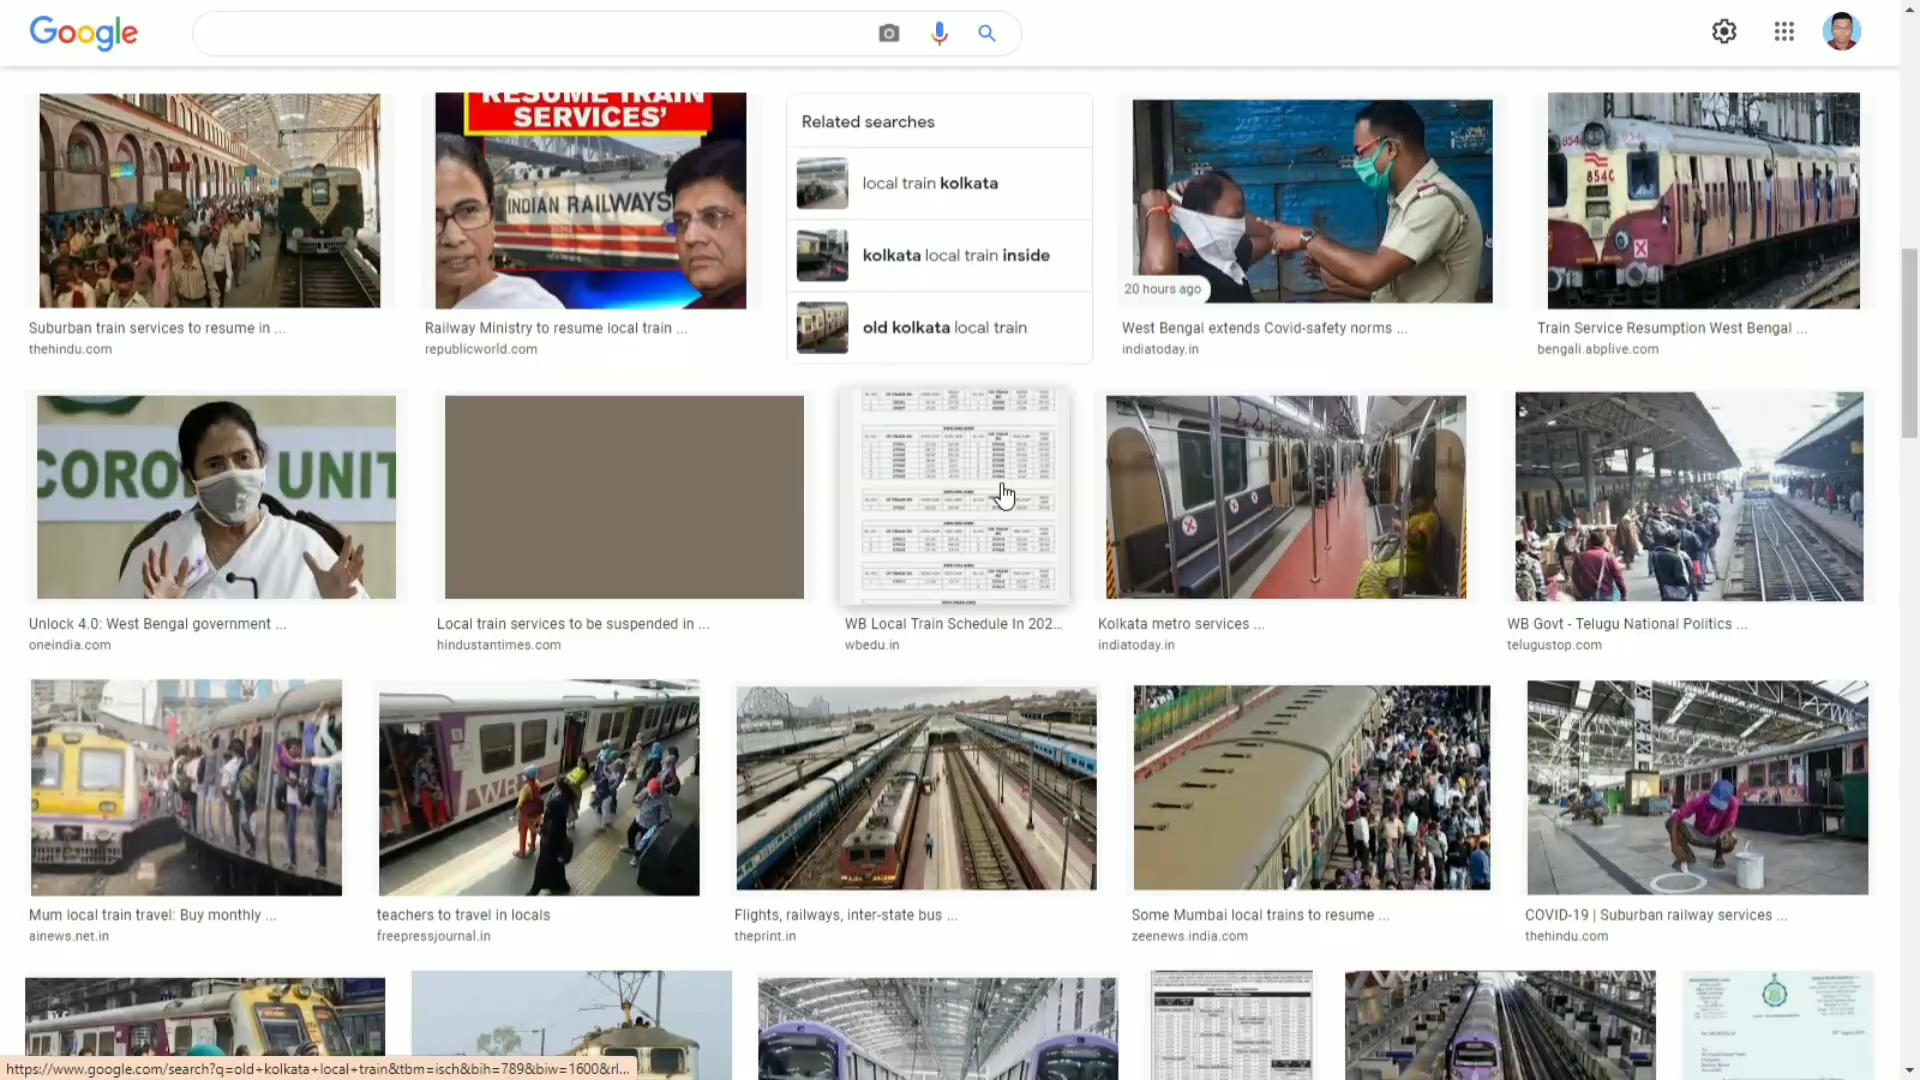 Google
RESUME TRAIN
SERVICES’
INDIAN RAILWAYS
Related searches
local train kolkata
kolkata local train inside
old kolkata local train
20 hours ago
854C
Suburban train services to resume in ...
thehindu.com
Railway Ministry to resume local train ...
republicworld.com
West Bengal extends Covid-safety norms ...
indiatoday.in
Train Service Resumption West Bengal ...
bengali.abplive.com
CORO UNIT
Unlock 4.0: West Bengal government ...
oneindia.com
Local train services to be suspended in ...
hindustantimes.com
WB Local Train Schedule In 202...
wbedu.in
Kolkata metro services ...
indiatoday.in
WB Govt - Telugu National Politics ...
telugustop.com
WR
Mum local train travel: Buy monthly ...
ainews.net.in
teachers to travel in locals
freepressjournal.in
Flights, railways, inter-state bus ...
theprint.in
Some Mumbai local trains to resume ...
zeenews.india.com
COVID-19 | Suburban railway services ...
thehindu.com
https://www.google.com/search?q=old+kolkata+local+train&tbm=isch&bih=789&biw=1600&rl...